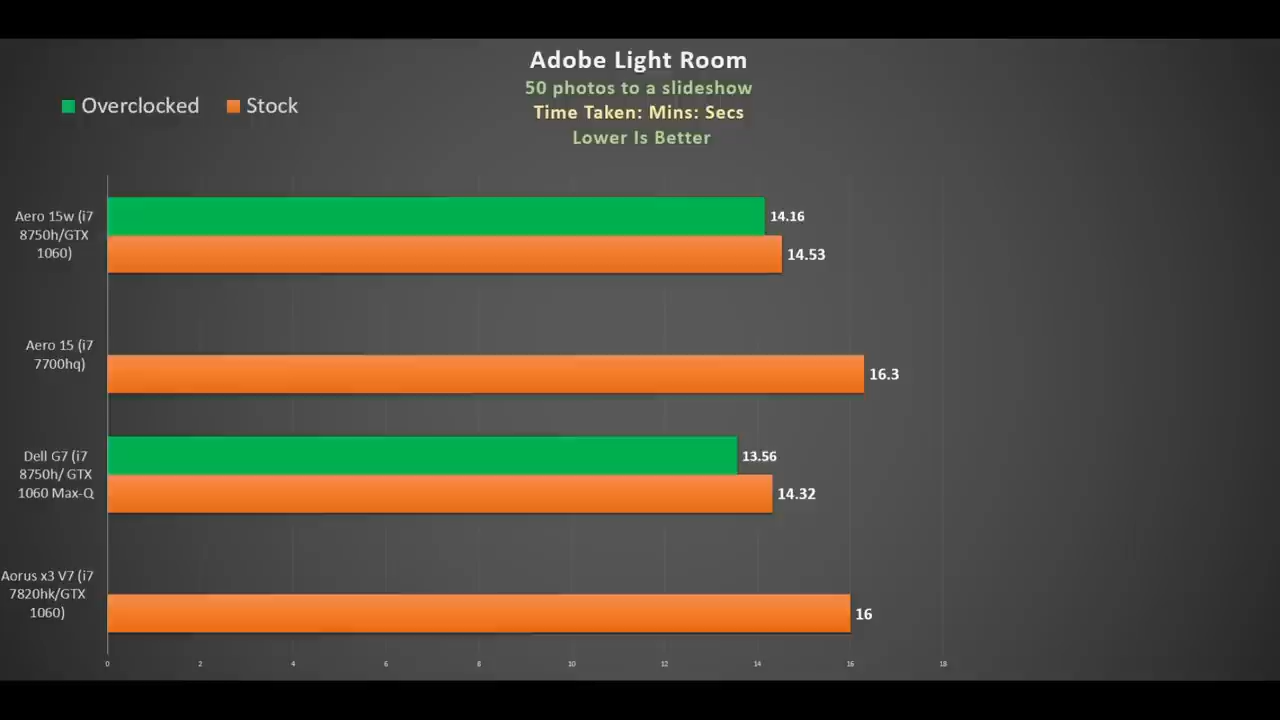 Adobe Light Room
50 photos to a slideshow
Time Taken: Mins: Secs
Lower Is Better
Overclocked
Stock
Aero 15w (i7
8750h/GTX
1060)
14.16
14.53
Aero 15 (i7
7700hq)
16.3
Dell G7 (i7
8750h/ GTX
1060 Max-Q
13.56
14.32
Aorus x3 V7 (i7
7820hk/GTX
1060)
16
0 2 4 6 8 10 12 14 16 18